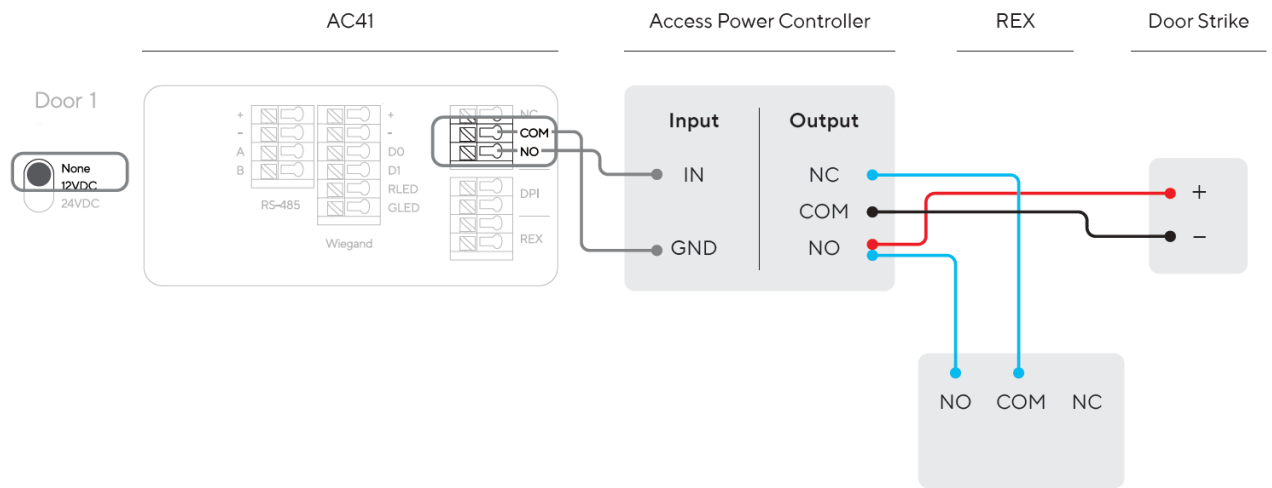 AC41
Access Power Controller
REX
Door Strike
Door 1
None
12VDC
24VDC
+
-
A
B
RS-485
+
-
D0
D1
RLED
GLED
Wiegand
NC
COM
NO
DPI
REX
Input
Output
IN
GND
NC
COM
NO
+
−
NO COM NC